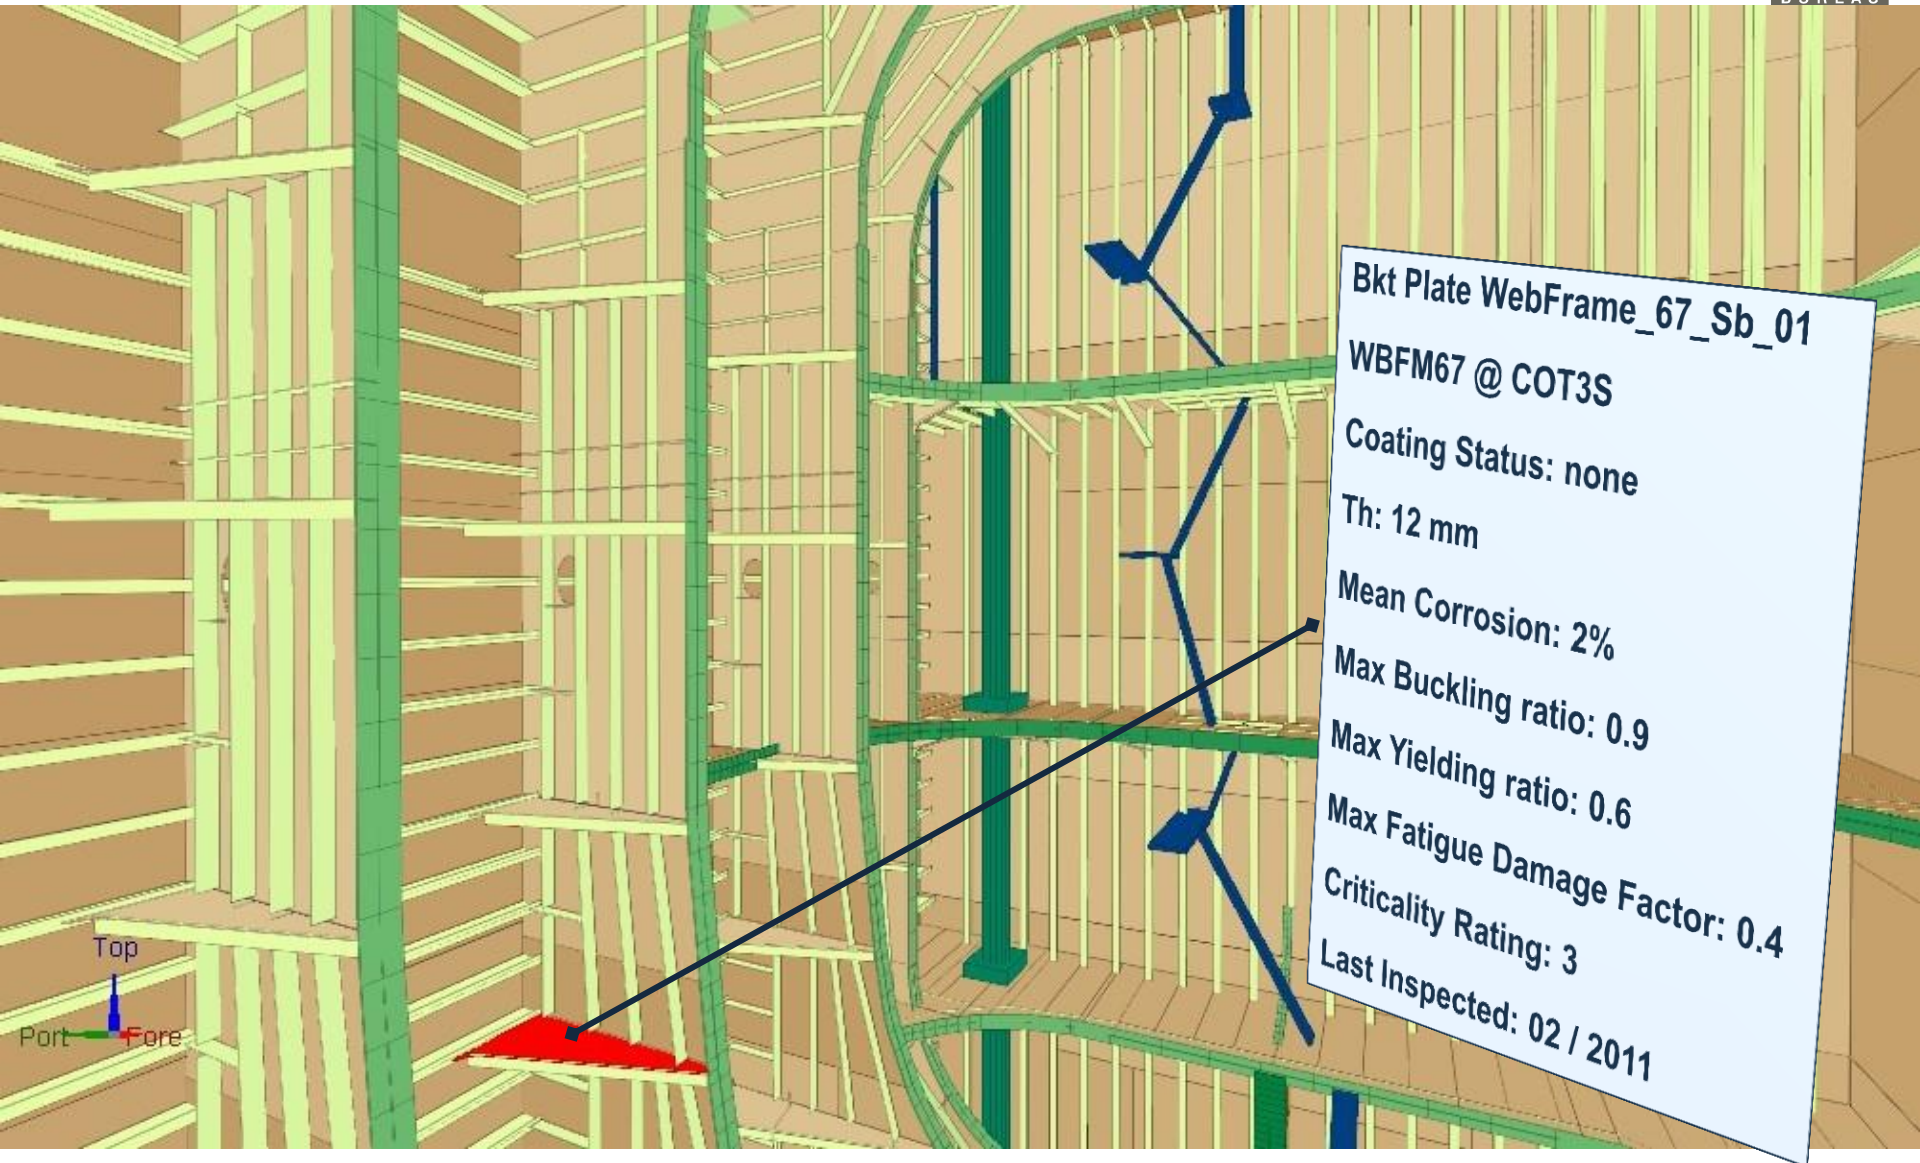 BUREAU
Bkt Plate WebFrame_67_Sb_01
WBFM67 @ COT3S
Coating Status: none
Th: 12 mm
Mean Corrosion: 2%
Max Buckling ratio: 0.9
Max Yielding ratio: 0.6
Max Fatigue Damage Factor: 0.4
Criticality Rating: 3
Last Inspected: 02 / 2011
Top
Port Fore